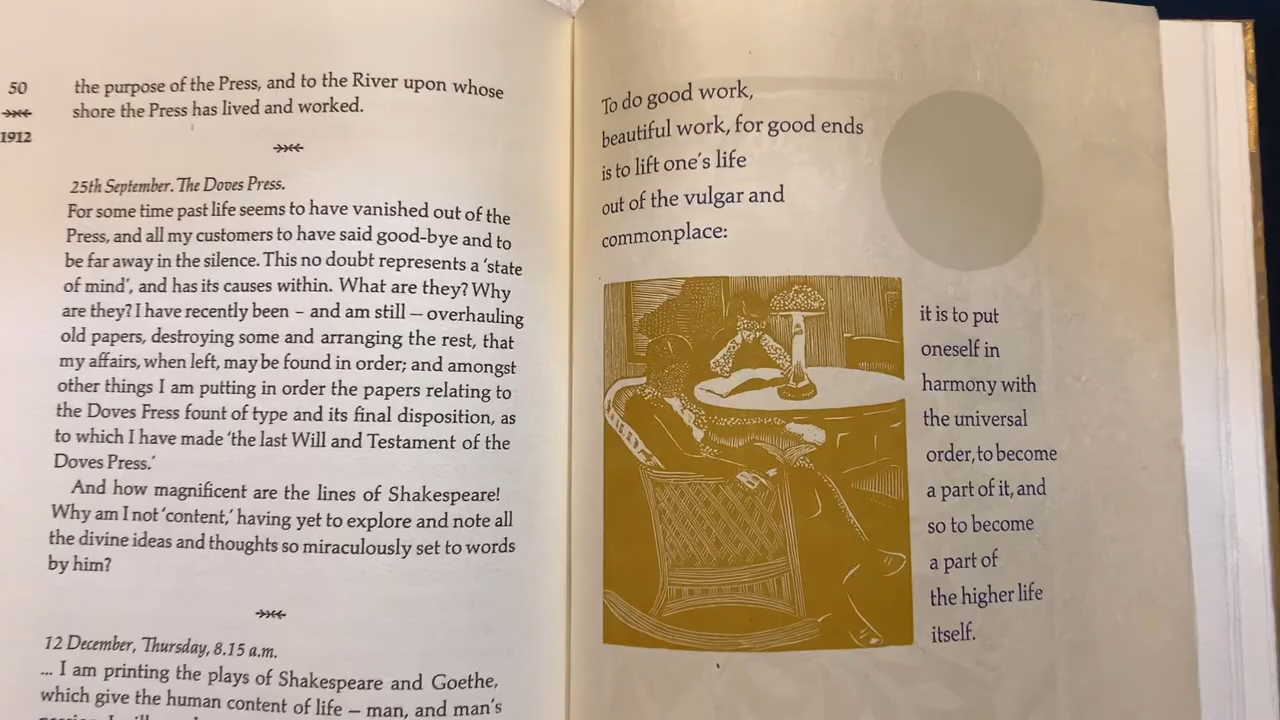 50
1912
the purpose of the Press, and to the River upon whose
shore the Press has lived and worked.
25th September. The Doves Press.
For some time past life seems to have vanished out of the
Press, and all my customers to have said good-bye and to
be far away in the silence. This no doubt represents a ‘state
of mind’, and has its causes within. What are they? Why
are they? I have recently been – and am still – overhauling
old papers, destroying some and arranging the rest, that
my affairs, when left, may be found in order; and amongst
other things I am putting in order the papers relating to
the Doves Fress fount of type and its final disposition, as
to which I have made ‘the last Will and Testament of the
Doves Press.’
And how magnificent are the lines of Shakespeare!
Why am I not ‘content,’ having yet to explore and note all
the divine ideas and thoughts so miraculously set to words
by him?
12 December, Thursday, 8.15 a.m.
... I am printing the plays of Shakespeare and Goethe,
which give the human content of life – man, and man’s
To do good work,
beautiful work, for good ends
is to lift one’s life
out of the vulgar and
commonplace:
it is to put
oneself in
harmony with
the universal
order, to become
a part of it, and
so to become
a part of
the higher life
itself.